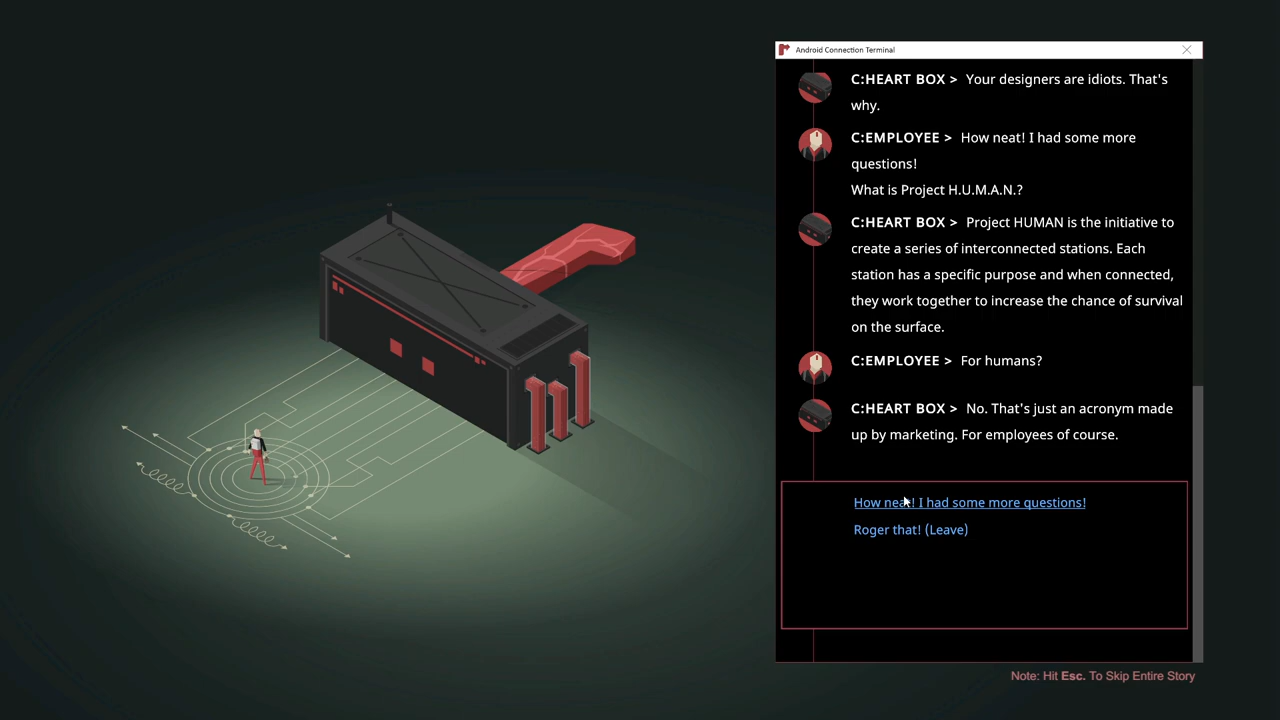 Android Connection Terminal
C:HEART BOX > Your designers are idiots. That's
why.
C:EMPLOYEE > How neat! I had some more
questions!
What is Project H.U.M.A.N.?
C:HEART BOX > Project HUMAN is the initiative to
create a series of interconnected stations. Each
station has a specific purpose and when connected,
they work together to increase the chance of survival
on the surface.
C:EMPLOYEE > For humans?
C:HEART BOX > No. That's just an acronym made
up by marketing. For employees of course.
How neat! I had some more questions!
Roger that! (Leave)
Note: Hit Esc. To Skip Entire Story